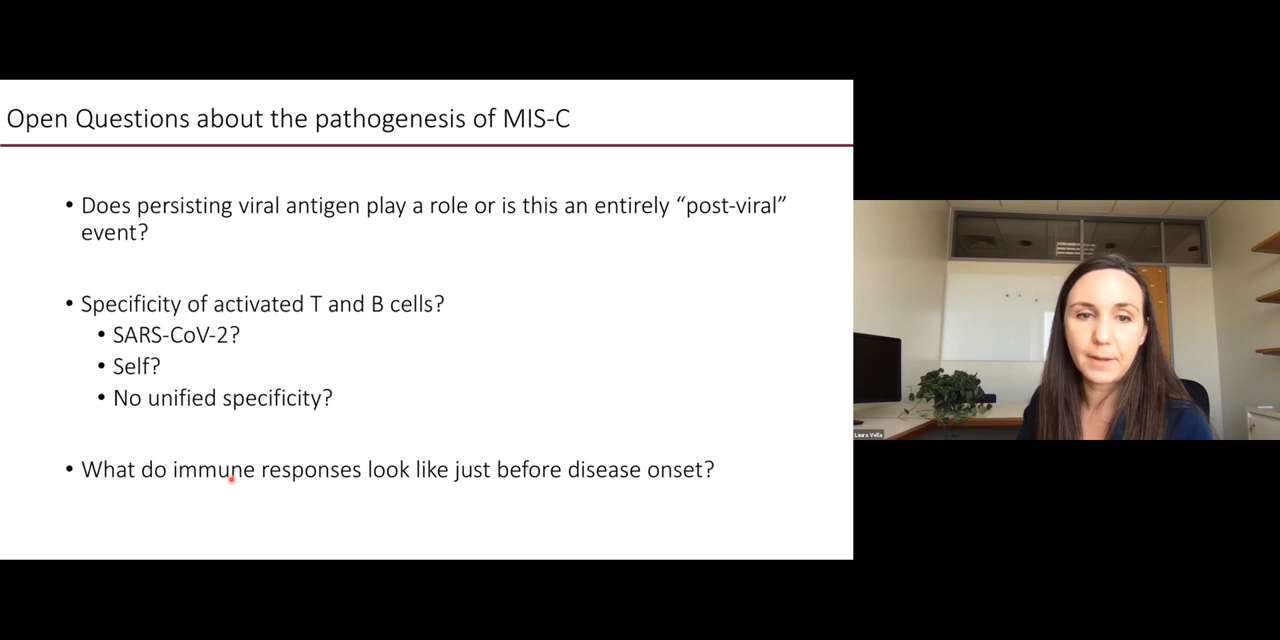 Open Questions about the pathogenesis of MIS-C
• Does persisting viral antigen play a role or is this an entirely “post-viral”
event?
• Specificity of activated T and B cells?
• SARS-CoV-2?
• Self?
• No unified specificity?
• What do immune responses look like just before disease onset?
Laura Vella